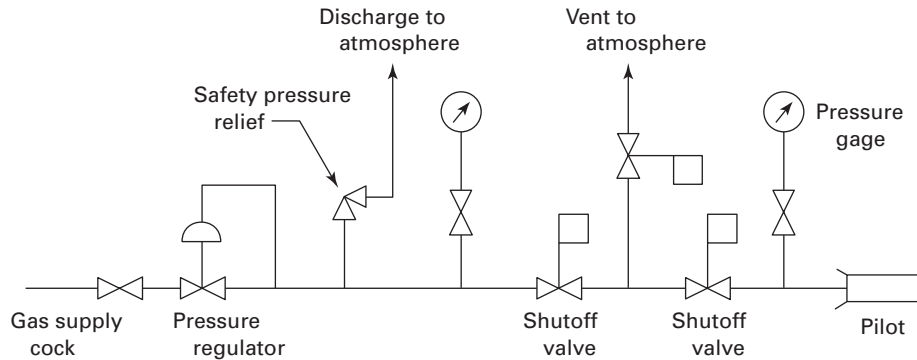 Discharge to
atmosphere
Vent to
atmosphere
Safety pressure
relief
Pressure
gage
Gas supply
cock
Pressure
regulator
Shutoff
valve
Shutoff
valve
Pilot